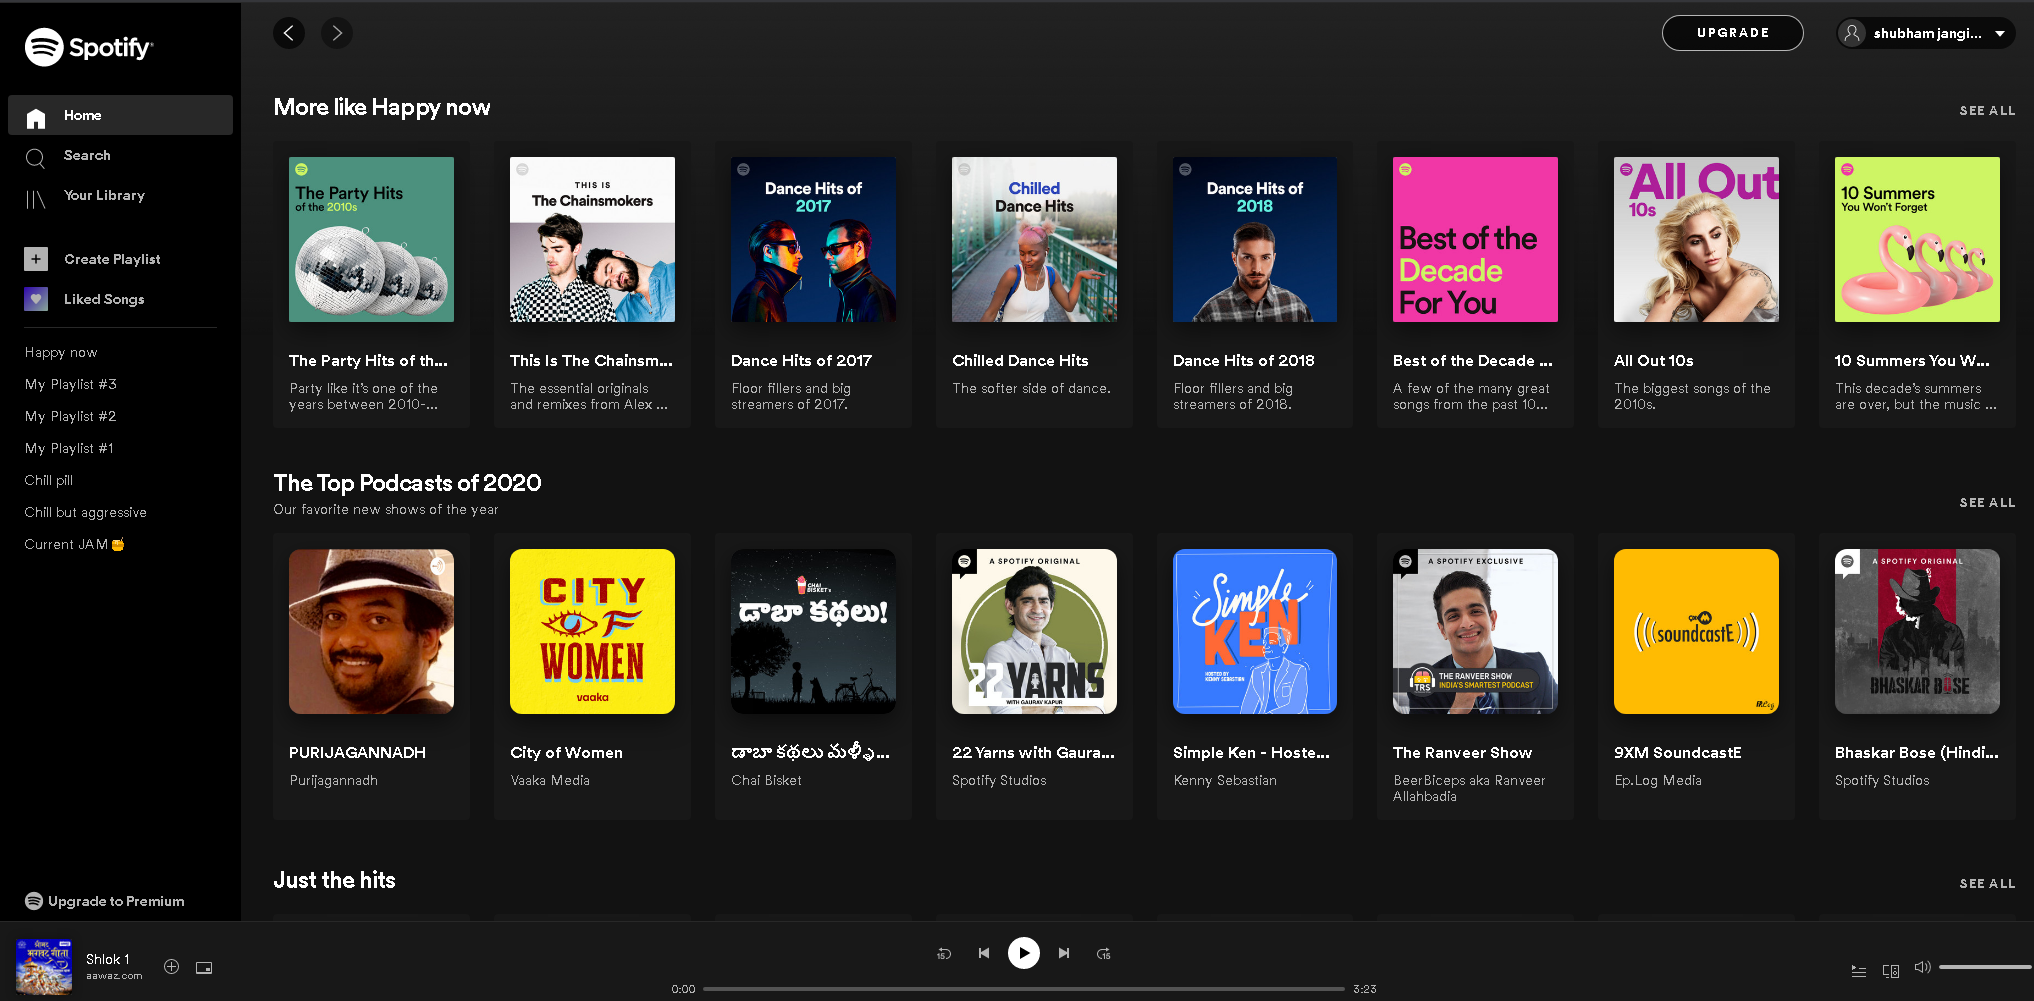 Spotify
Home
Search
Your Library
Create Playlist
Liked Songs
Happy now
My Playlist #3
My Playlist #2
My Playlist #1
Chill pill
Chill but aggressive
Current JAM🍯
Upgrade to Premium
UPGRADE
shubham jangi...
More like Happy now
SEE ALL
The Party Hits
of the 2010s
THIS IS
The Chainsmokers
Dance Hits of
2017
Chilled
Dance Hits
Dance Hits of
2018
Best of the
Decade
For You
All Out
10s
10 Summers
You Won't Forget
The Party Hits of th...
Party like it's one of the
years between 2010-...
This Is The Chainsm...
The essential originals
and remixes from Alex ...
Dance Hits of 2017
Floor fillers and big
streamers of 2017.
Chilled Dance Hits
The softer side of dance.
Dance Hits of 2018
Floor fillers and big
streamers of 2018.
Best of the Decade ...
A few of the many great
songs from the past 10...
All Out 10s
The biggest songs of the
2010s.
10 Summers You W...
This decade's summers
are over, but the music ...
The Top Podcasts of 2020
Our favorite new shows of the year
SEE ALL
CITY
OF
WOMEN
vaaka
CHAI
BISKET's
డాబా కథలు!
A SPOTIFY ORIGINAL
22 YARNS
WITH GAURAV KAPUR
Simple
KEN
HOSTED BY
KENNY SEBASTIAN
A SPOTIFY EXCLUSIVE
TRS
THE RANVEER SHOW
INDIA'S SMARTEST PODCAST
9XM
soundcastE
A SPOTIFY ORIGINAL
BHASKAR BOSE
PURIJAGANNADH
Purijagannadh
City of Women
Vaaka Media
డాబా కథలు మళ్ళీ...
Chai Bisket
22 Yarns with Gaura...
Spotify Studios
Simple Ken - Hoste...
Kenny Sebastian
The Ranveer Show
BeerBiceps aka Ranveer
Allahbadia
9XM SoundcastE
Ep.Log Media
Bhaskar Bose (Hindi...
Spotify Studios
Just the hits
SEE ALL
श्रीमद
भगवद गीता
Shlok 1
aawaz.com
15
15
0:00
3:23